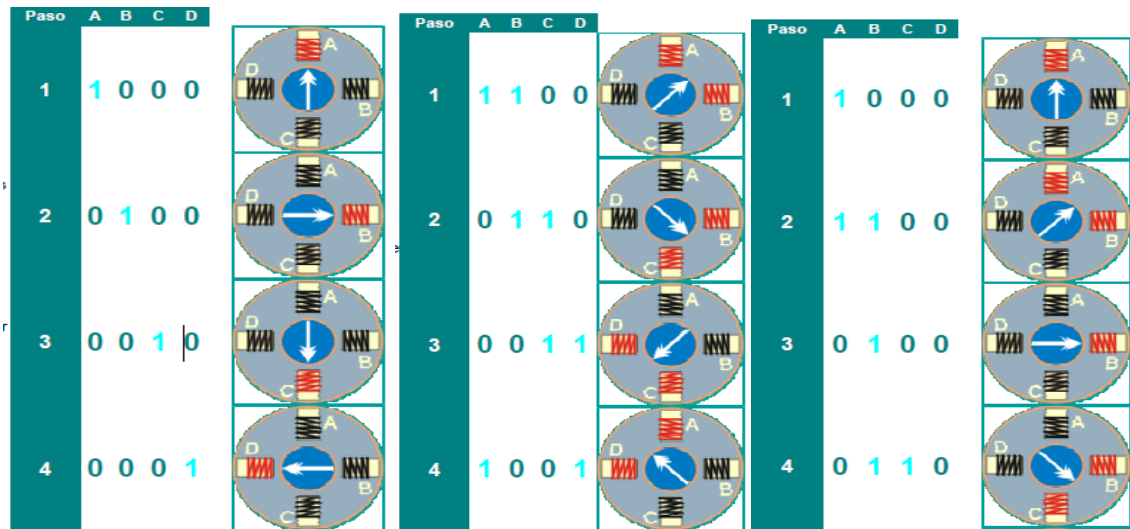 Paso A B C D
1 1 0 0 0
A
D
B
C
2 0 1 0 0
A
D
B
C
3 0 0 1 0
A
D
B
C
4 0 0 0 1
A
D
B
C
Paso A B C D
1 1 1 0 0
A
D
B
C
2 0 1 1 0
A
D
B
C
3 0 0 1 1
A
D
B
C
4 1 0 0 1
A
D
B
C
Paso A B C D
1 1 0 0 0
A
D
B
C
2 1 1 0 0
A
D
B
C
3 0 1 0 0
A
D
B
C
4 0 1 1 0
A
D
B
C